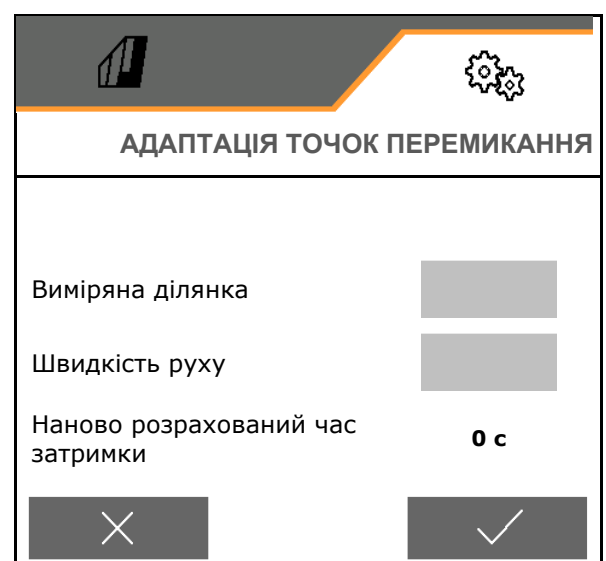 АДАПТАЦІЯ ТОЧОК ПЕРЕМИКАННЯ
Виміряна ділянка
Швидкість руху
Наново розрахований час
затримки
0 с